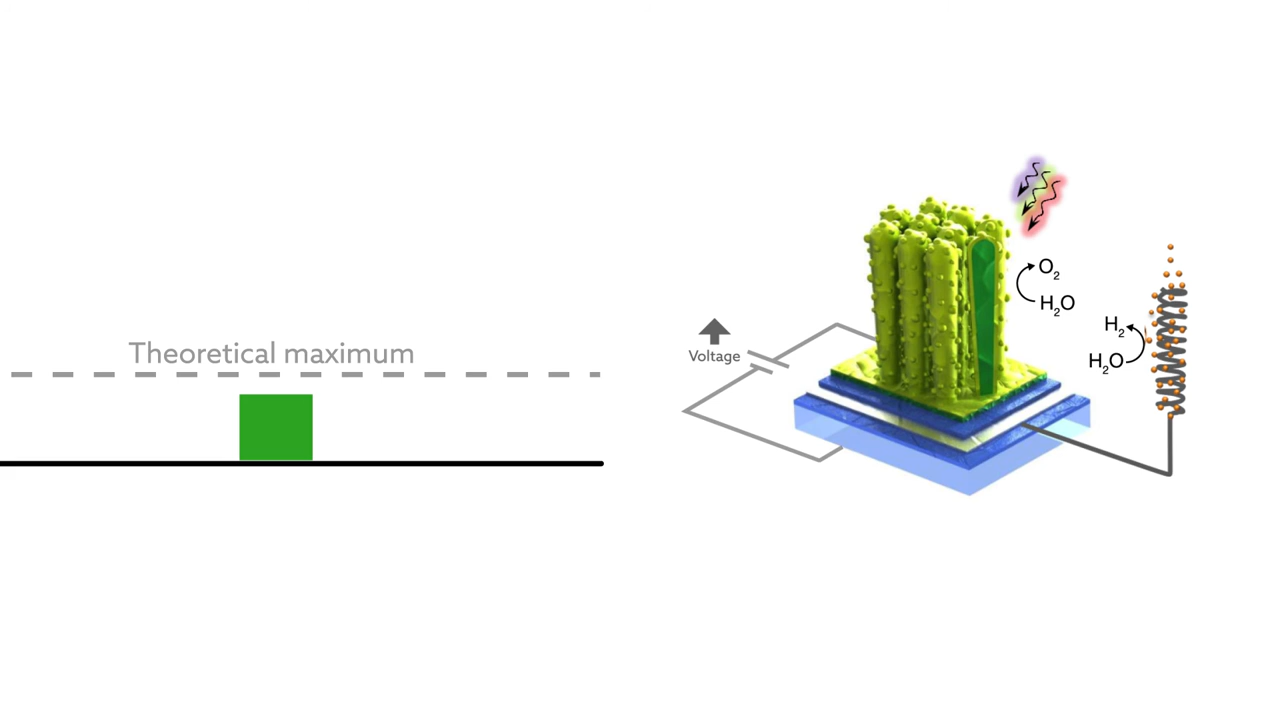 Theoretical maximum
Voltage
O₂
H₂O
H₂
H₂O